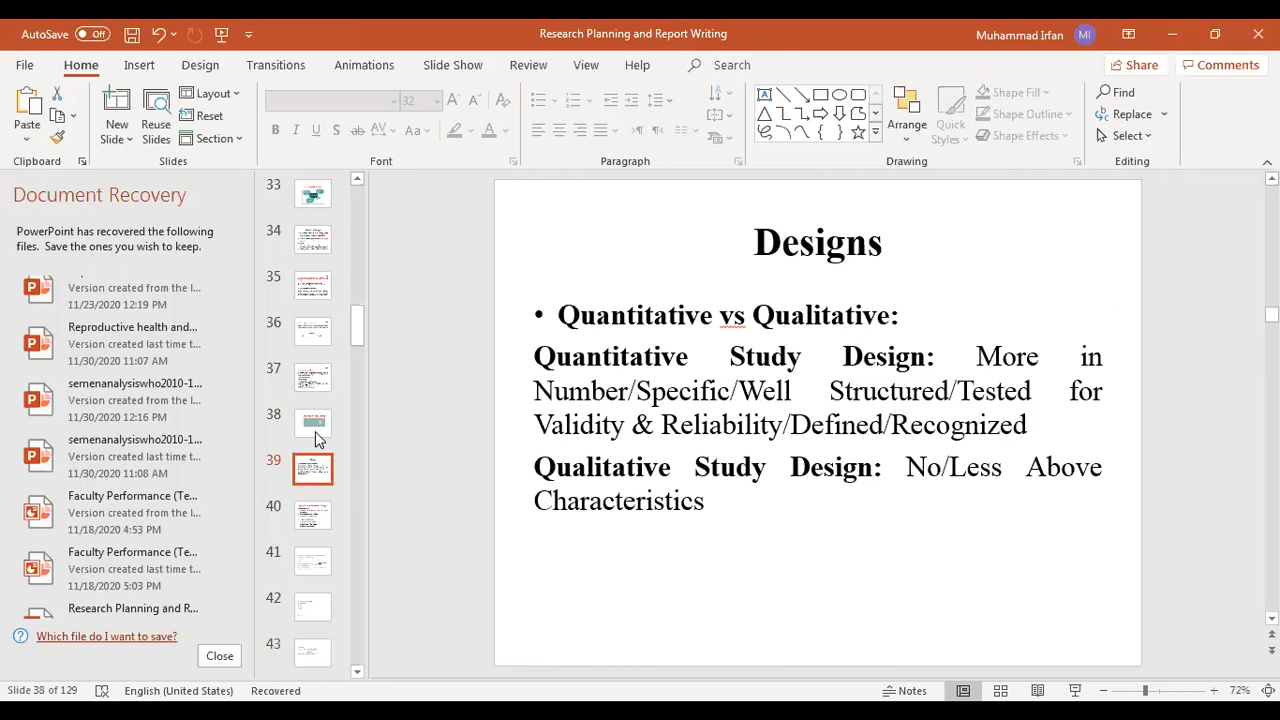 AutoSave Off
Research Planning and Report Writing
Muhammad Irfan MI
File Home Insert Design Transitions Animations Slide Show Review View Help Search Share Comments
Paste
New Slide
Reuse Slides
Layout
Reset
Section
32
B I U S ab AV Aa A
Arrange
Quick Styles
Shape Fill
Shape Outline
Shape Effects
Find
Replace
Select
Clipboard Slides Font Paragraph Drawing Editing
Document Recovery
PowerPoint has recovered the following
files. Save the ones you wish to keep.
Version created from the l...
11/23/2020 12:19 PM
Reproductive health and...
Version created last time t...
11/30/2020 11:07 AM
semenanalysiswho2010-1...
Version created from the l...
11/30/2020 12:16 PM
semenanalysiswho2010-1...
Version created last time t...
11/30/2020 11:08 AM
Faculty Performance (Te...
Version created from the l...
11/18/2020 4:53 PM
Faculty Performance (Te...
Version created last time t...
11/18/2020 5:03 PM
Research Planning and R...
Which file do I want to save?
Close
33
34
35
36
37
38
39
40
41
42
43
Designs
• Quantitative vs Qualitative:
Quantitative Study Design: More in
Number/Specific/Well Structured/Tested for
Validity & Reliability/Defined/Recognized
Qualitative Study Design: No/Less Above
Characteristics
Slide 38 of 129 English (United States) Recovered Notes 72%